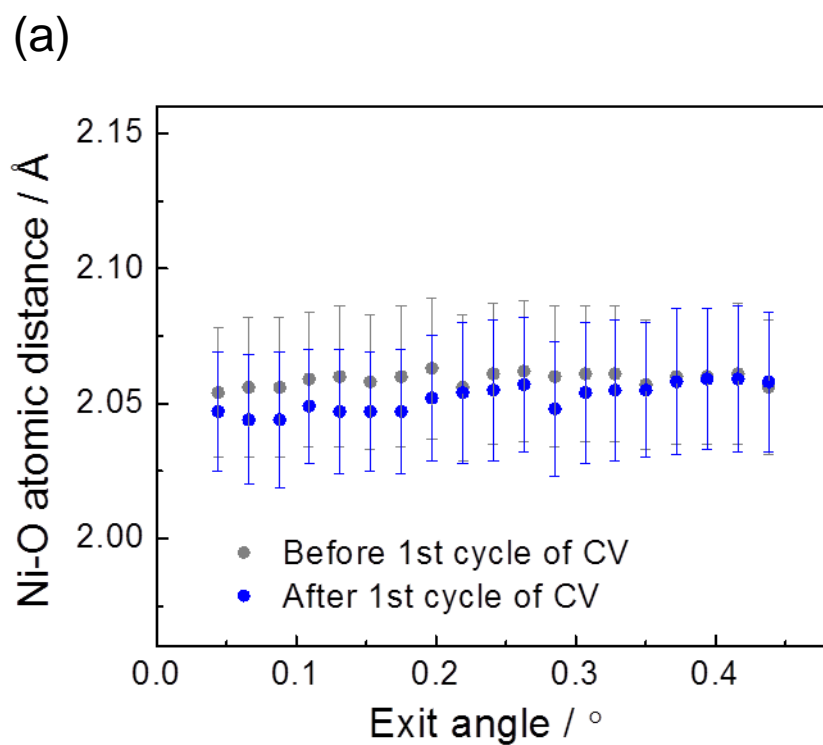 (a)
Ni-O atomic distance / Å
2.15
2.10
2.05
2.00
Before 1st cycle of CV
After 1st cycle of CV
0.0 0.1 0.2 0.3 0.4
Exit angle / °